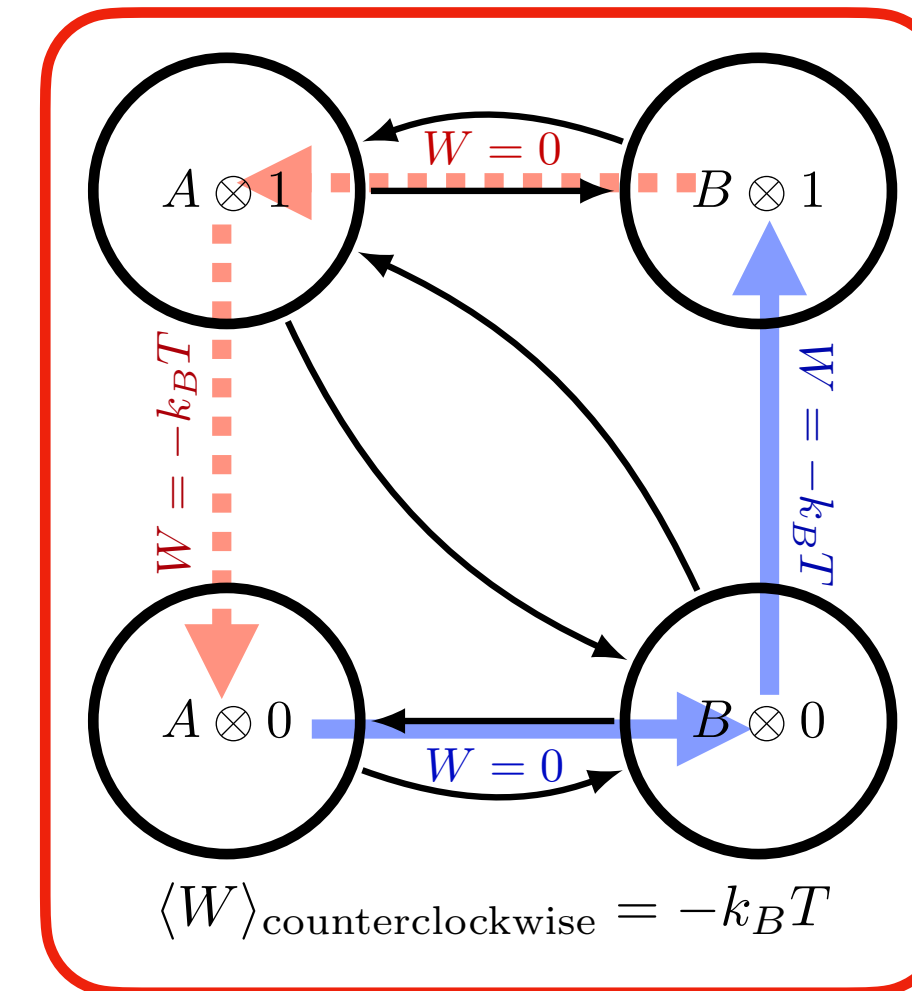 W = 0
A ⊗ 1
B ⊗ 1
W = −k_BT
W = −k_BT
A ⊗ 0
B ⊗ 0
W = 0
⟨W⟩_counterclockwise = −k_BT